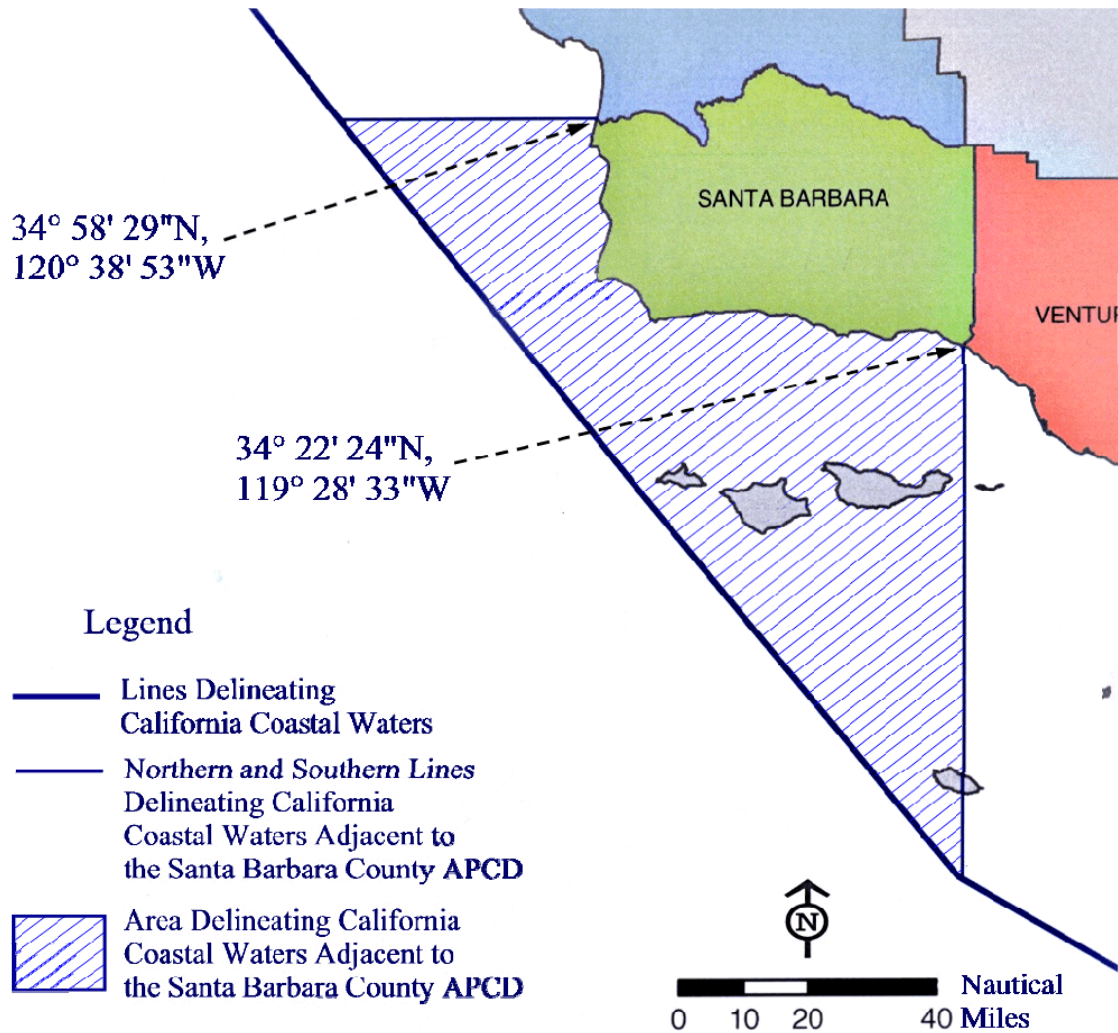 SANTA BARBARA
34° 58' 29"N,
120° 38' 53"W
VENTUR
34° 22' 24"N,
119° 28' 33"W
Legend
Lines Delineating
California Coastal Waters
Northern and Southern Lines
Delineating California
Coastal Waters Adjacent to
the Santa Barbara County APCD
Area Delineating California
Coastal Waters Adjacent to
the Santa Barbara County APCD
N
Nautical
Miles
0 10 20 40